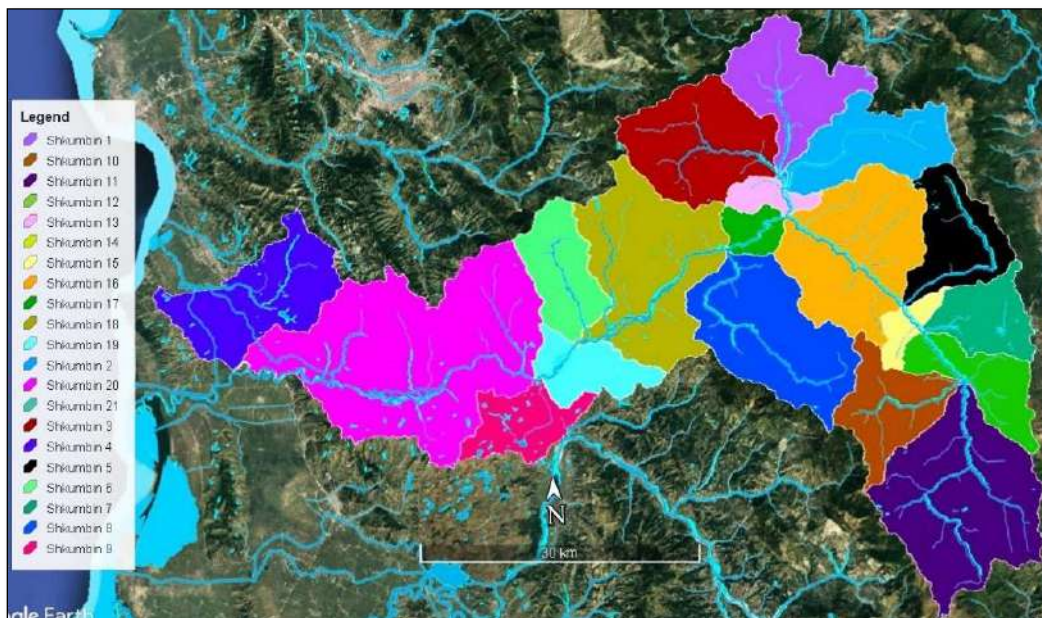 Legend
Shkumbin 1
Shkumbin 10
Shkumbin 11
Shkumbin 12
Shkumbin 13
Shkumbin 14
Shkumbin 15
Shkumbin 16
Shkumbin 17
Shkumbin 18
Shkumbin 19
Shkumbin 2
Shkumbin 20
Shkumbin 21
Shkumbin 3
Shkumbin 4
Shkumbin 5
Shkumbin 6
Shkumbin 7
Shkumbin 8
Shkumbin 9
N
30 km
ogle Earth